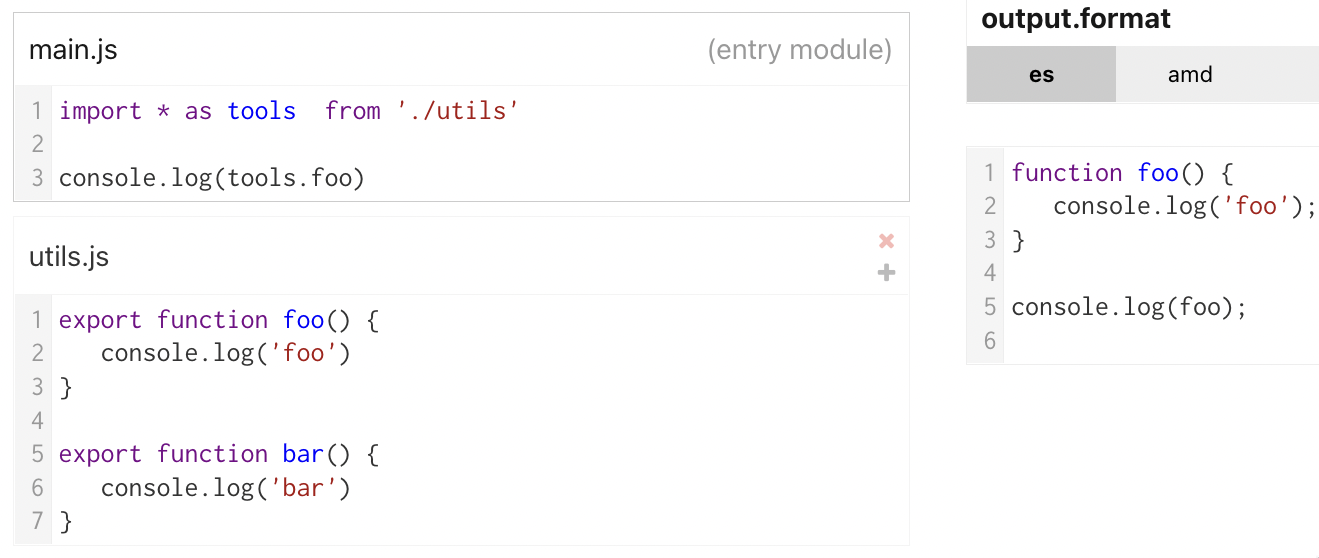 main.js (entry module)
1 import * as tools  from './utils'
2
3 console.log(tools.foo)
utils.js
1 export function foo() {
2    console.log('foo')
3 }
4
5 export function bar() {
6    console.log('bar')
7 }
output.format
es amd
1 function foo() {
2    console.log('foo');
3 }
4
5 console.log(foo);
6